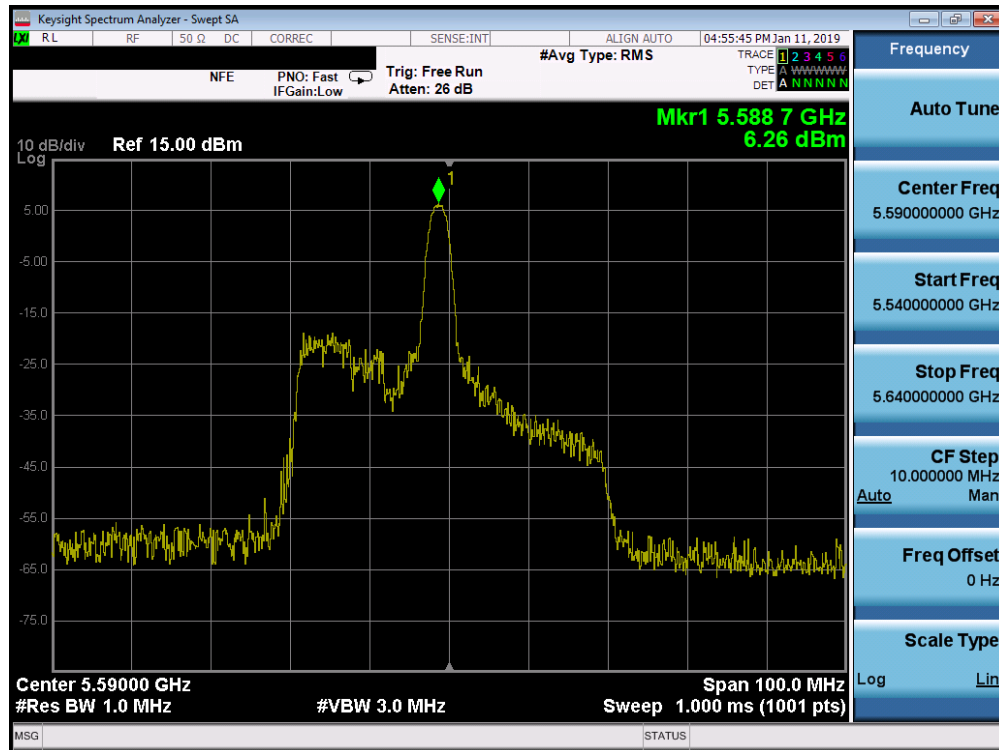 Keysight Spectrum Analyzer - Swept SA
LXI RL RF 50 Ω DC CORREC SENSE:INT ALIGN AUTO 04:55:45 PM Jan 11, 2019
#Avg Type: RMS TRACE 1 2 3 4 5 6
NFE PNO: Fast Trig: Free Run TYPE A WWWWW
IFGain:Low Atten: 26 dB DET A N N N N N
Mkr1 5.588 7 GHz
6.26 dBm
10 dB/div Ref 15.00 dBm
Log
1
5.00
-5.00
-15.0
-25.0
-35.0
-45.0
-55.0
-65.0
-75.0
Center 5.59000 GHz Span 100.0 MHz
#Res BW 1.0 MHz #VBW 3.0 MHz Sweep 1.000 ms (1001 pts)
MSG STATUS
Frequency
Auto Tune
Center Freq
5.590000000 GHz
Start Freq
5.540000000 GHz
Stop Freq
5.640000000 GHz
CF Step
10.000000 MHz
Auto Man
Freq Offset
0 Hz
Scale Type
Log Lin